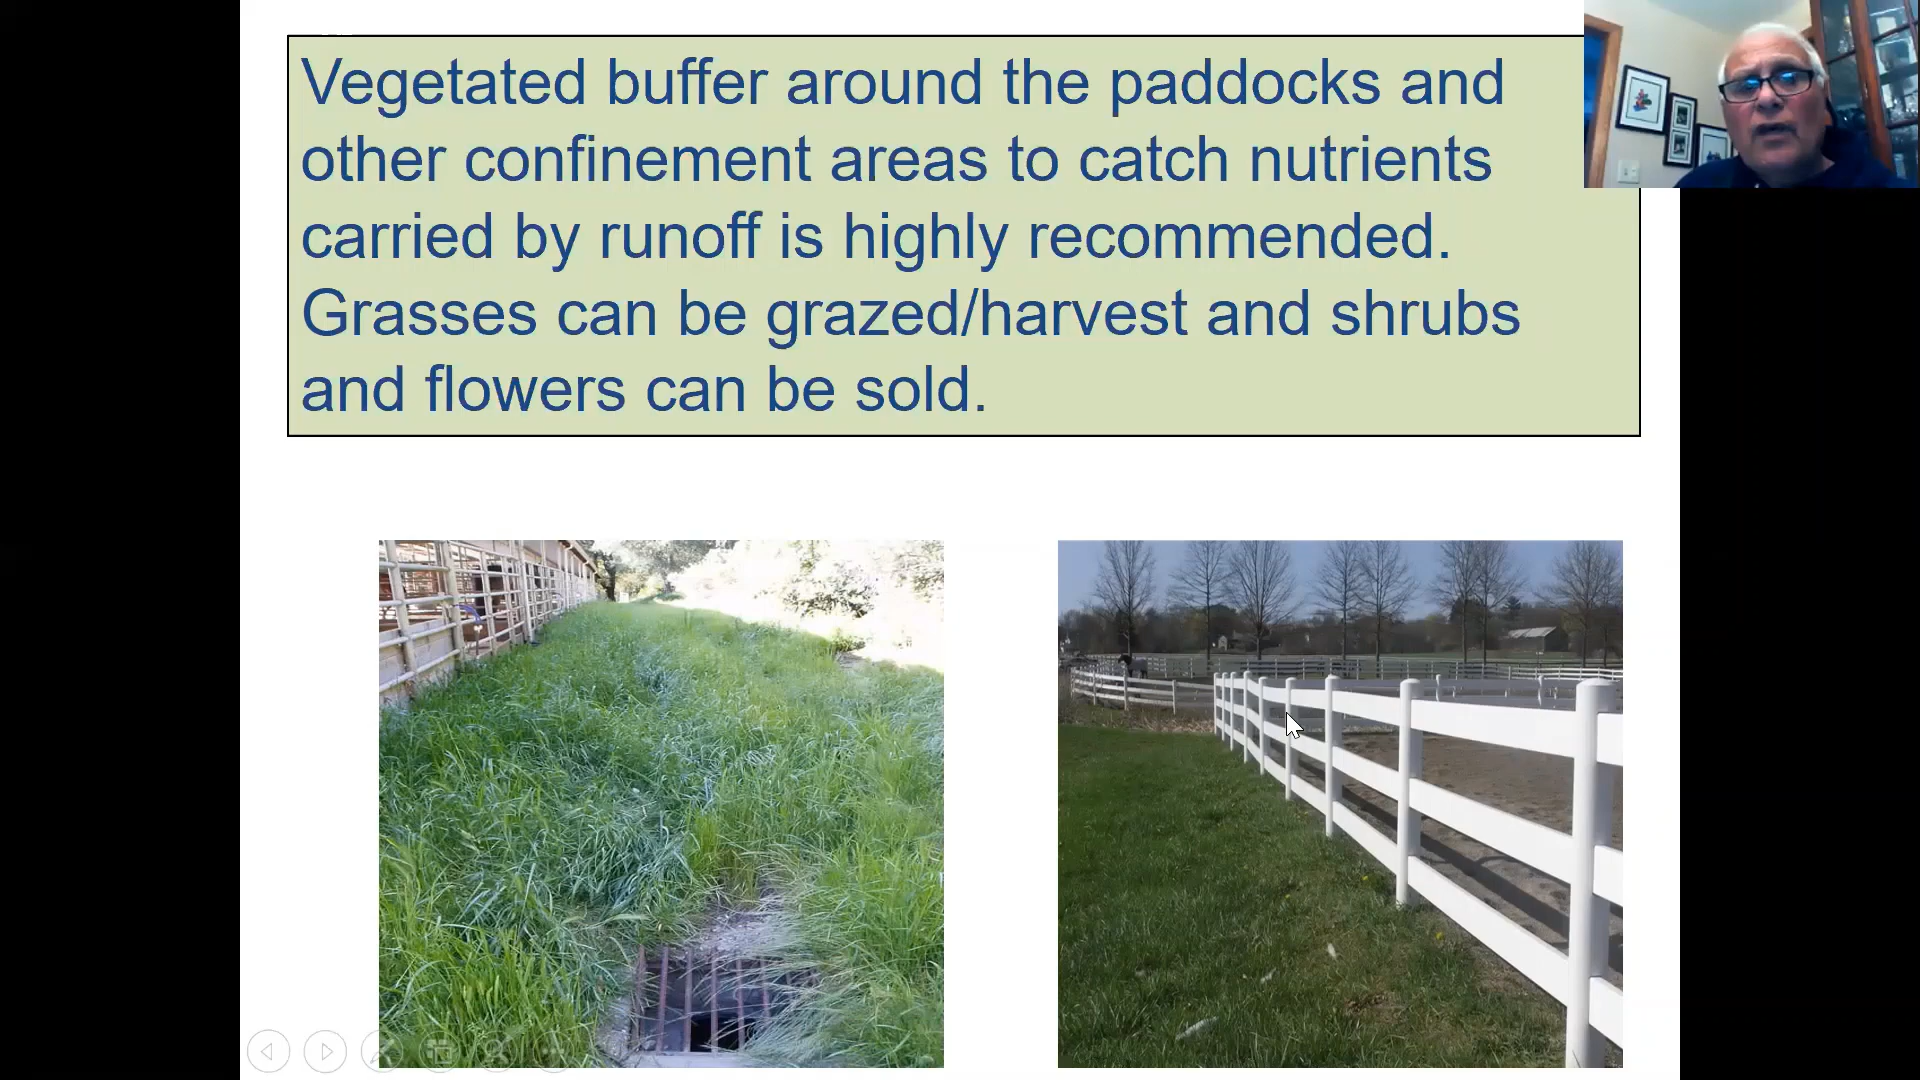 Vegetated buffer around the paddocks and
other confinement areas to catch nutrients
carried by runoff is highly recommended.
Grasses can be grazed/harvest and shrubs
and flowers can be sold.